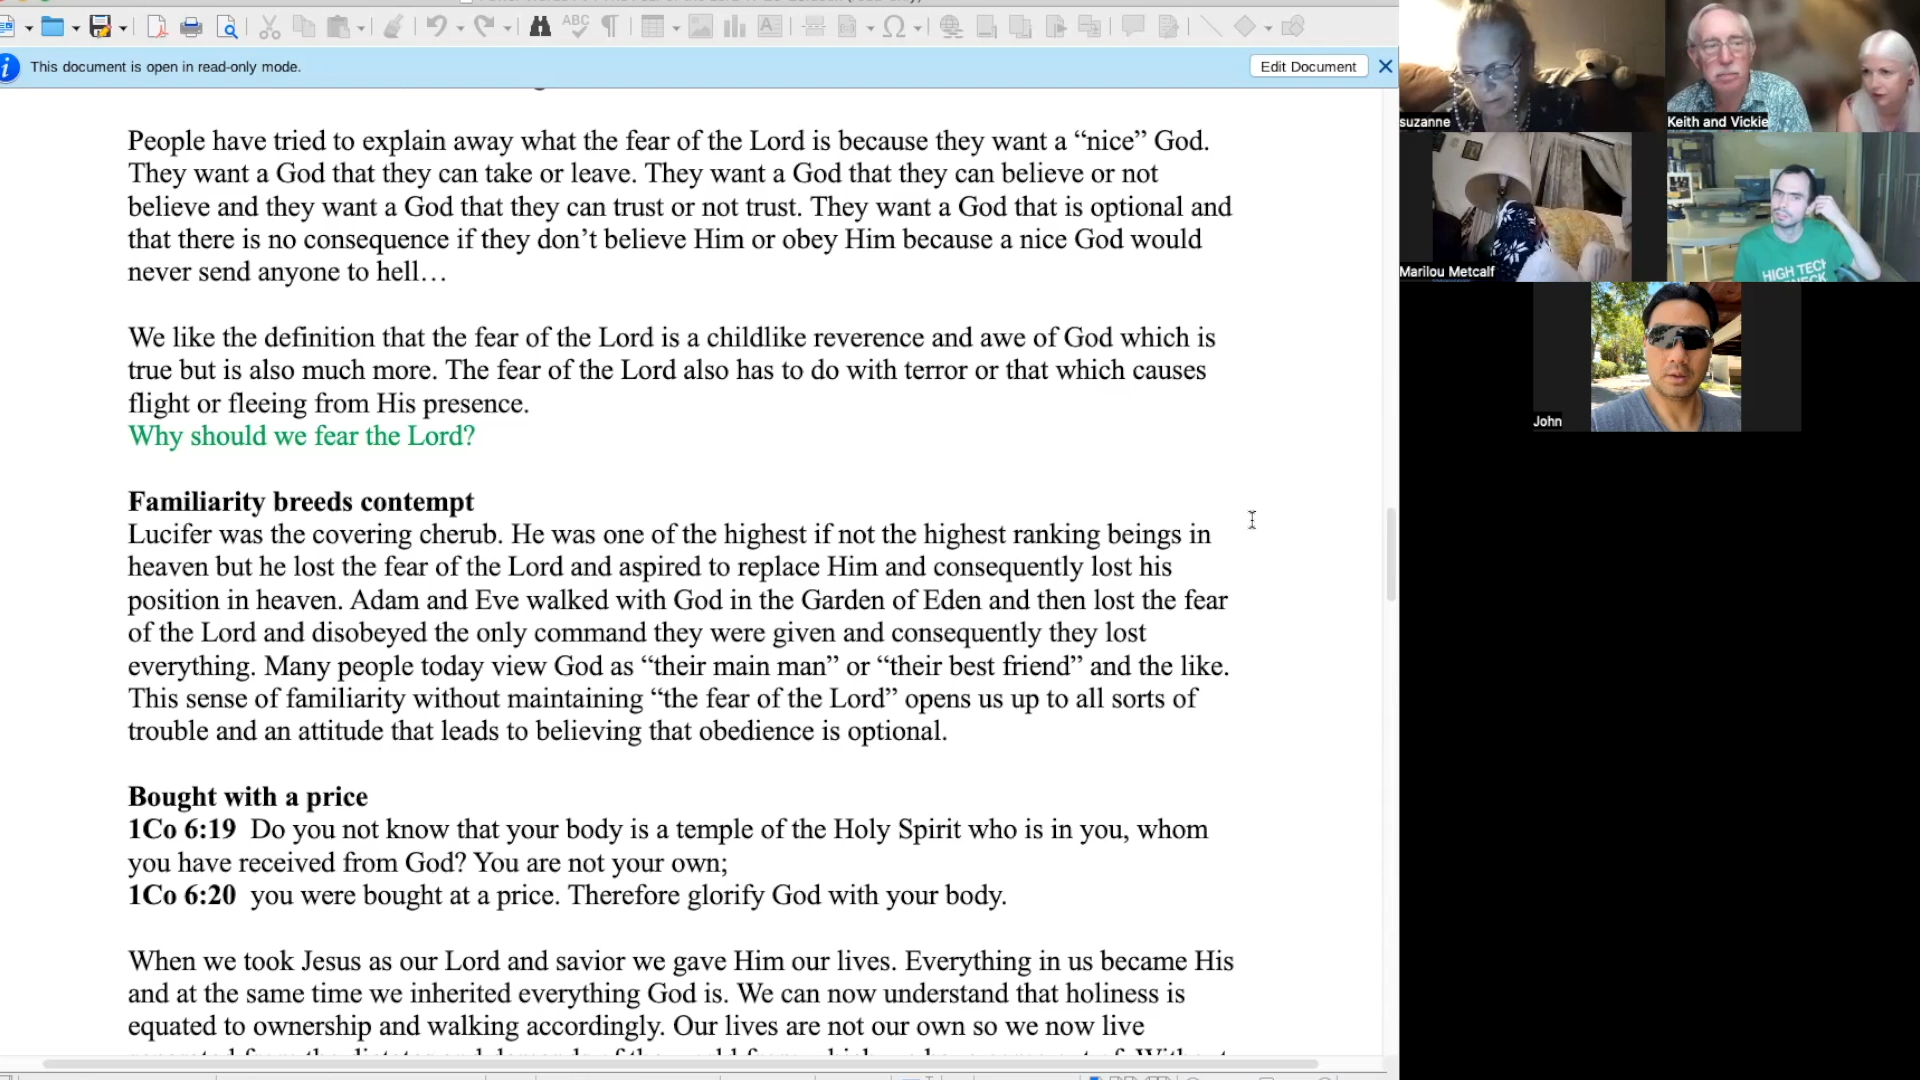 This document is open in read-only mode.
Edit Document
People have tried to explain away what the fear of the Lord is because they want a “nice” God.
They want a God that they can take or leave. They want a God that they can believe or not
believe and they want a God that they can trust or not trust. They want a God that is optional and
that there is no consequence if they don’t believe Him or obey Him because a nice God would
never send anyone to hell…
We like the definition that the fear of the Lord is a childlike reverence and awe of God which is
true but is also much more. The fear of the Lord also has to do with terror or that which causes
flight or fleeing from His presence.
Why should we fear the Lord?
Familiarity breeds contempt
Lucifer was the covering cherub. He was one of the highest if not the highest ranking beings in
heaven but he lost the fear of the Lord and aspired to replace Him and consequently lost his
position in heaven. Adam and Eve walked with God in the Garden of Eden and then lost the fear
of the Lord and disobeyed the only command they were given and consequently they lost
everything. Many people today view God as “their main man” or “their best friend” and the like.
This sense of familiarity without maintaining “the fear of the Lord” opens us up to all sorts of
trouble and an attitude that leads to believing that obedience is optional.
Bought with a price
1Co 6:19 Do you not know that your body is a temple of the Holy Spirit who is in you, whom
you have received from God? You are not your own;
1Co 6:20 you were bought at a price. Therefore glorify God with your body.
When we took Jesus as our Lord and savior we gave Him our lives. Everything in us became His
and at the same time we inherited everything God is. We can now understand that holiness is
equated to ownership and walking accordingly. Our lives are not our own so we now live
suzanne
Keith and Vickie
Marilou Metcalf
HIGH TECH
John